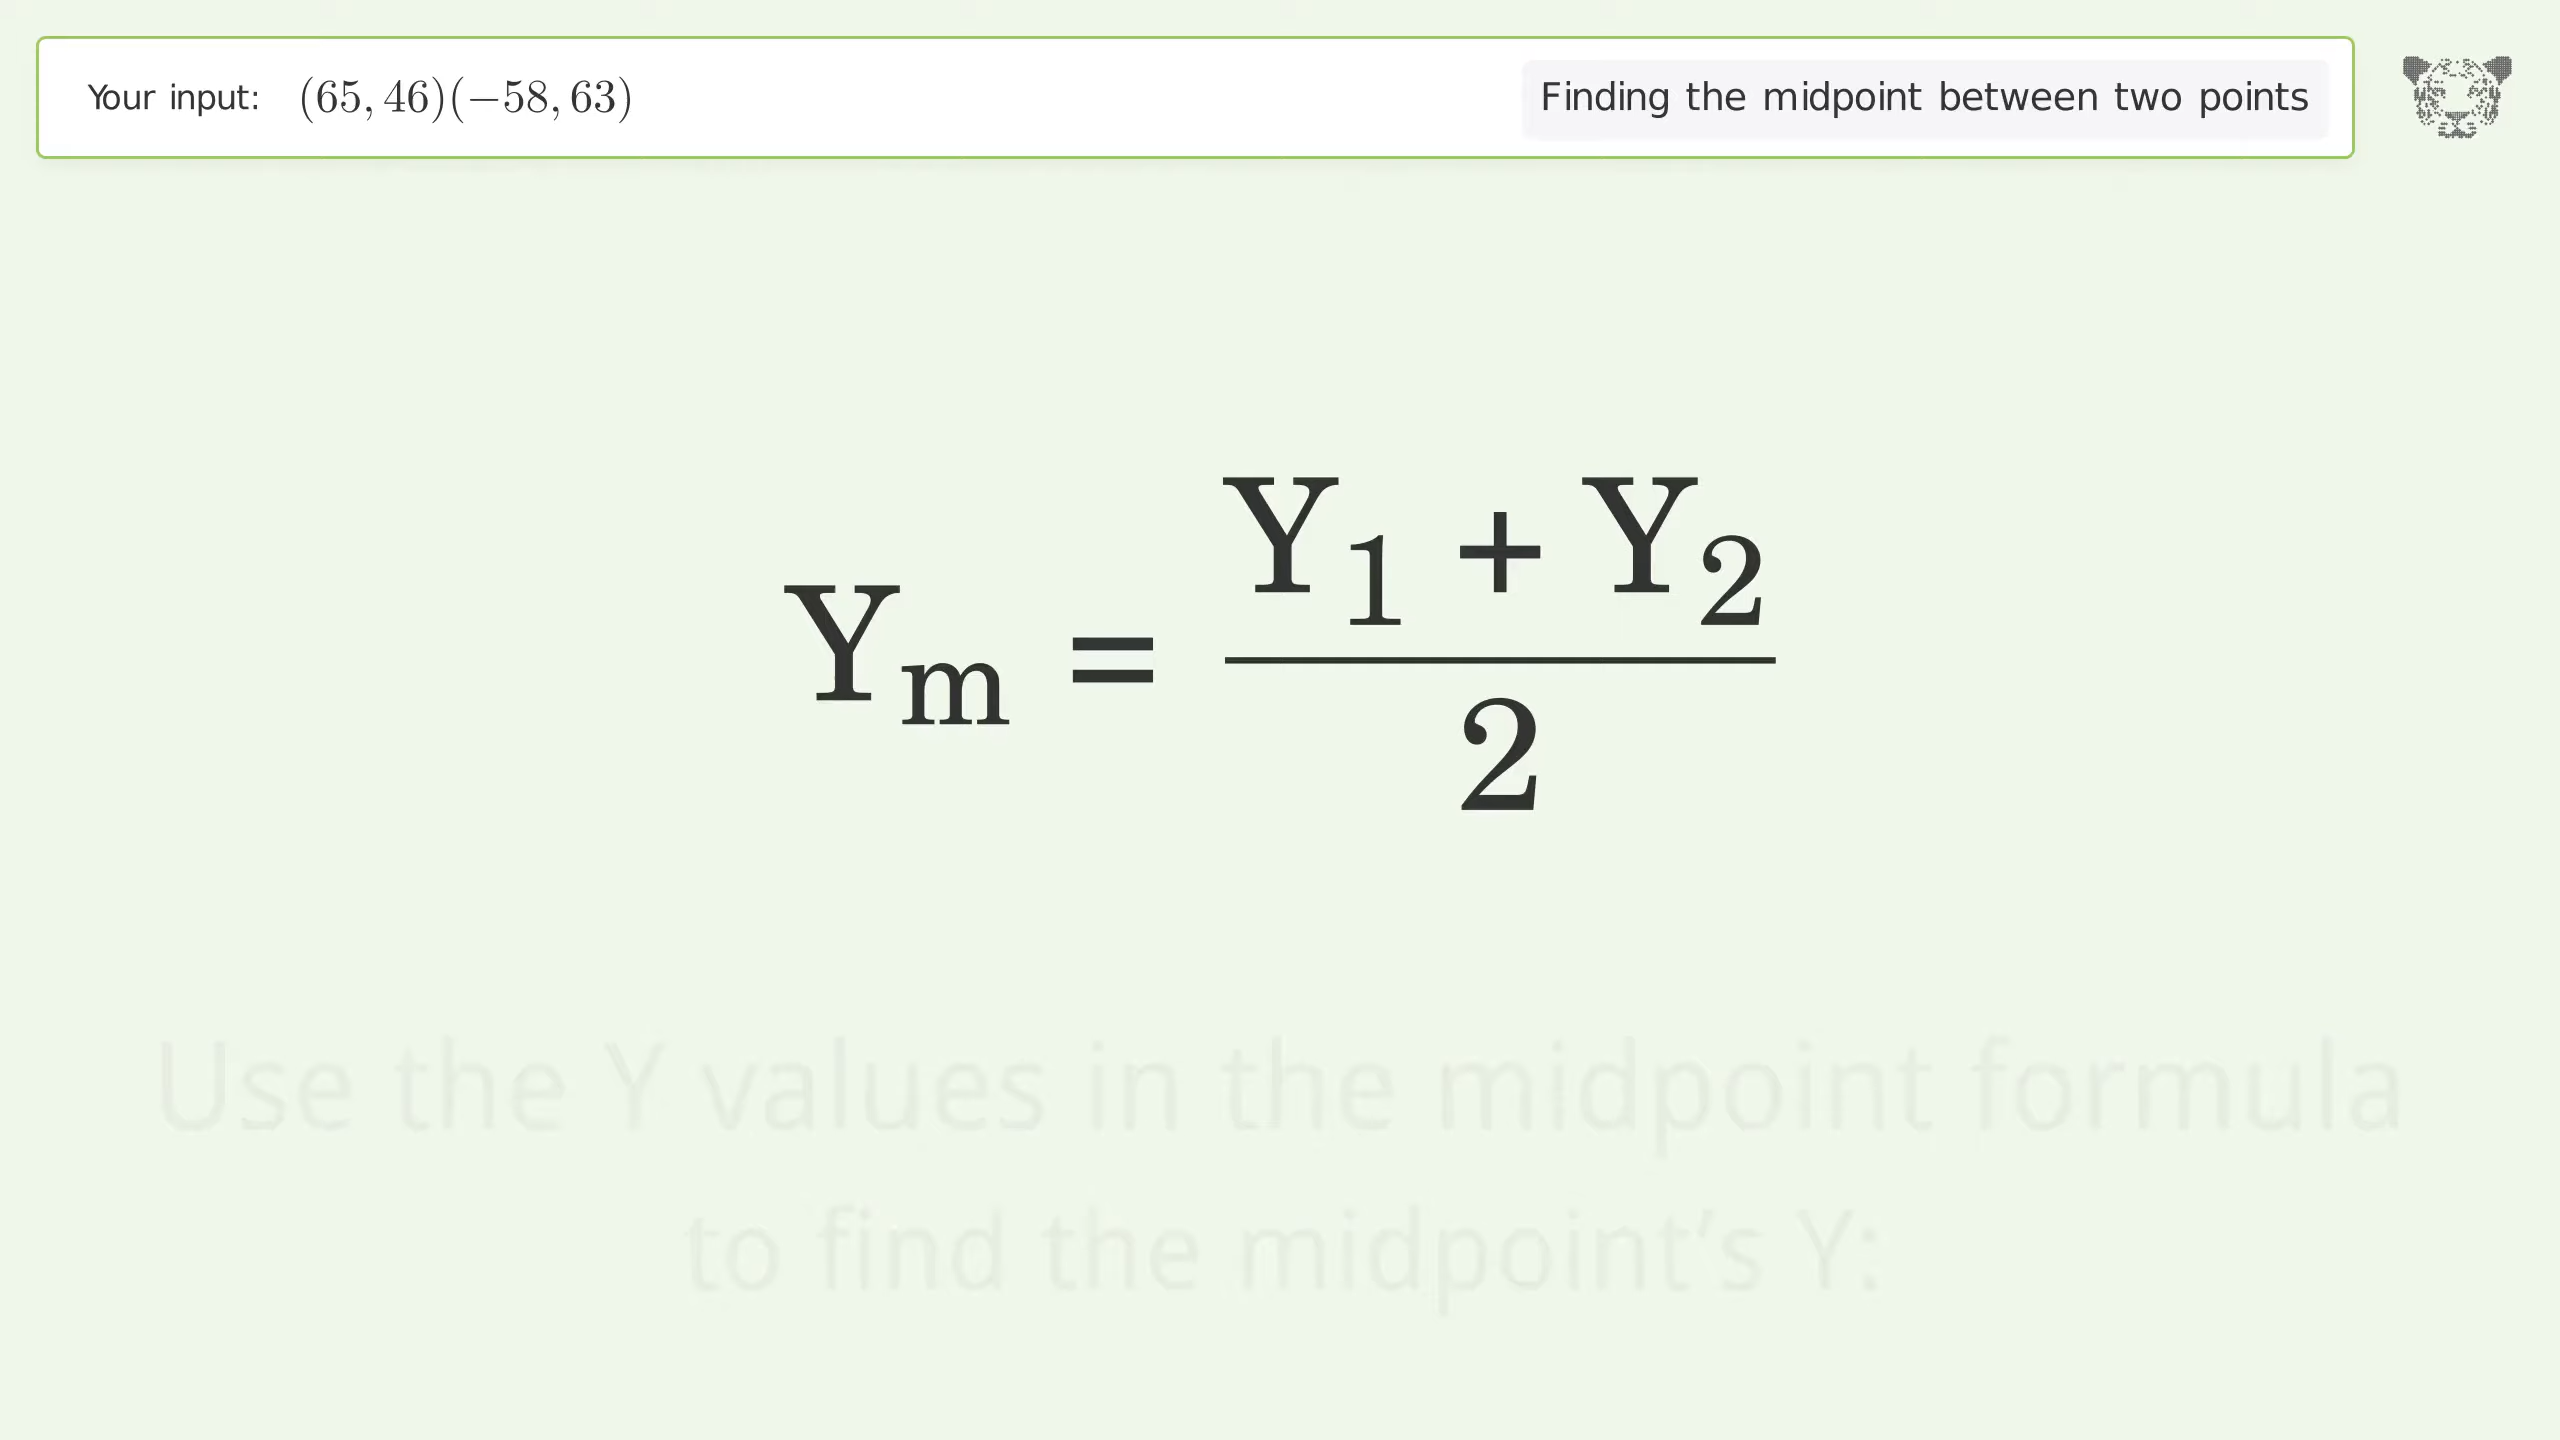 Your input: (65, 46)(−58, 63)
Finding the midpoint between two points
Yₘ = (Y₁ + Y₂) / 2
Use the Y values in the midpoint formula
to find the midpoint’s Y: